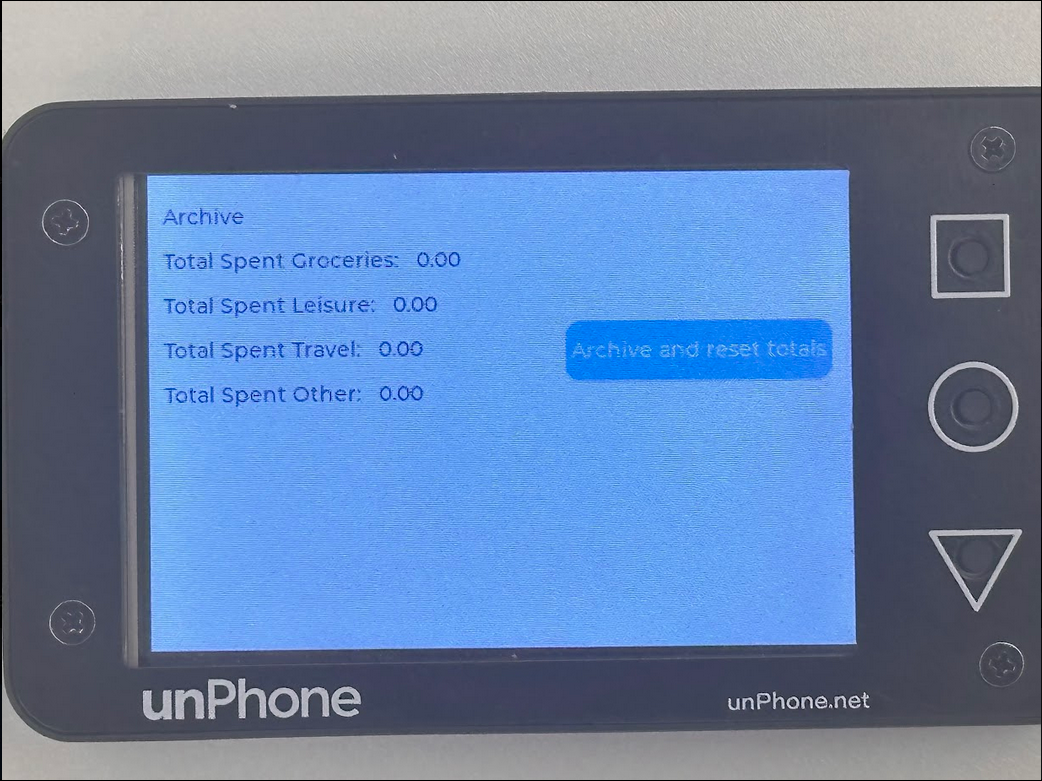 Archive
Total Spent Groceries: 0.00
Total Spent Leisure: 0.00
Total Spent Travel: 0.00
Archive and reset totals
Total Spent Other: 0.00
unPhone
unPhone.net